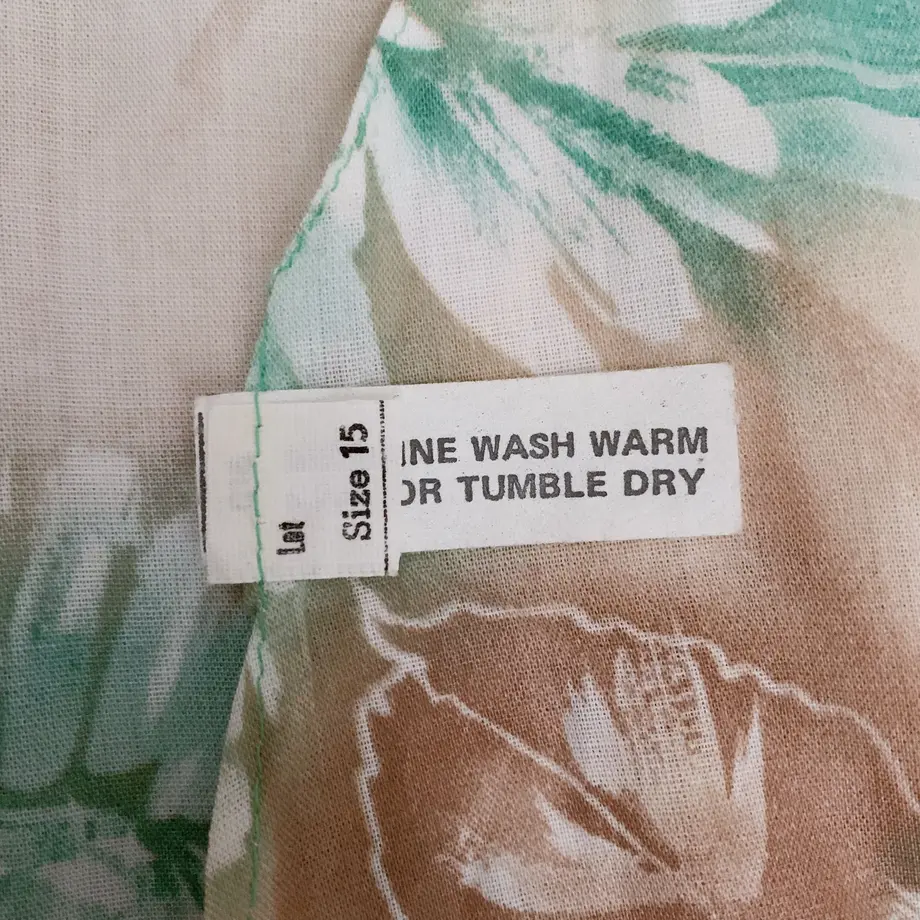 INE WASH WARM
OR TUMBLE DRY
Size 15
Lot